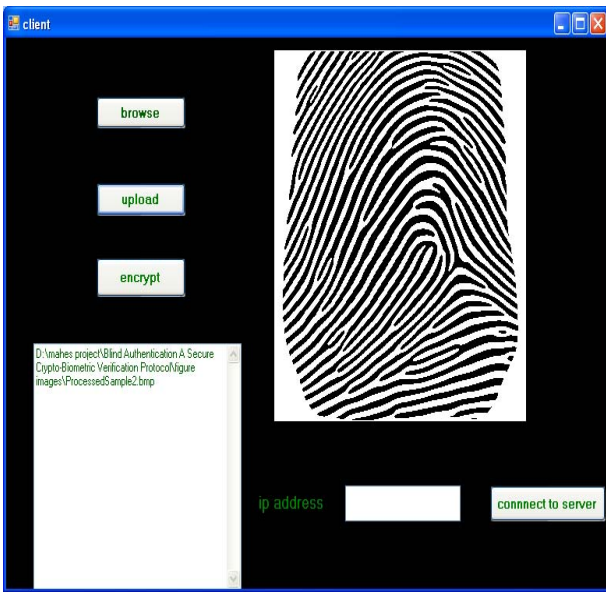 client
browse
upload
encrypt
D:\mahes project\Blind Authentication A Secure
Crypto-Biometric Verification Protocol\figure
images\ProcessedSample2.bmp
ip address
connnect to server